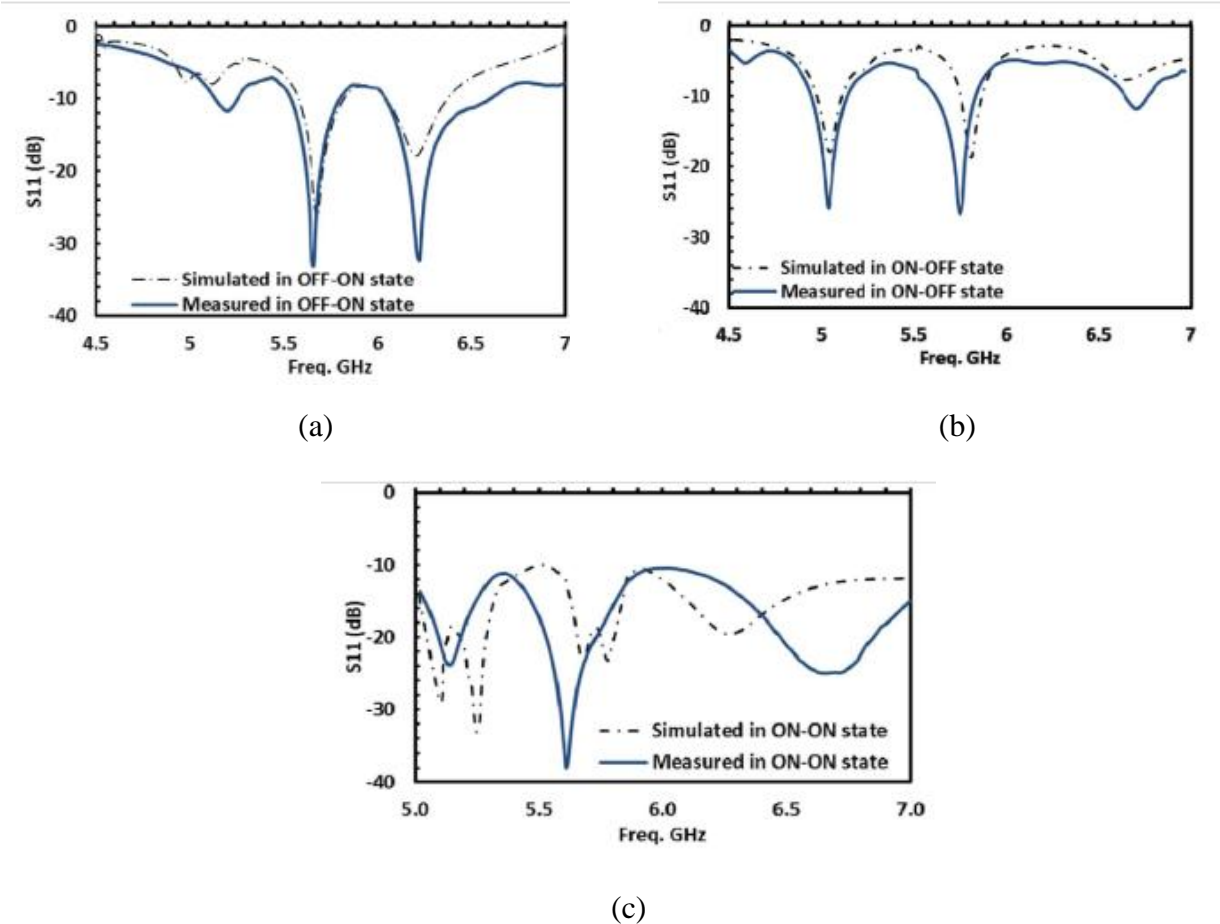 0
-10
-20
-30
-40
S11 (dB)
Simulated in OFF-ON state
Measured in OFF-ON state
4.5 5 5.5 6 6.5 7
Freq. GHz
(a)
0
-10
-20
-30
-40
S11 (dB)
Simulated in ON-OFF state
Measured in ON-OFF state
4.5 5 5.5 6 6.5 7
Freq. GHz
(b)
0
-10
-20
-30
-40
S11 (dB)
Simulated in ON-ON state
Measured in ON-ON state
5.0 5.5 6.0 6.5 7.0
Freq. GHz
(c)